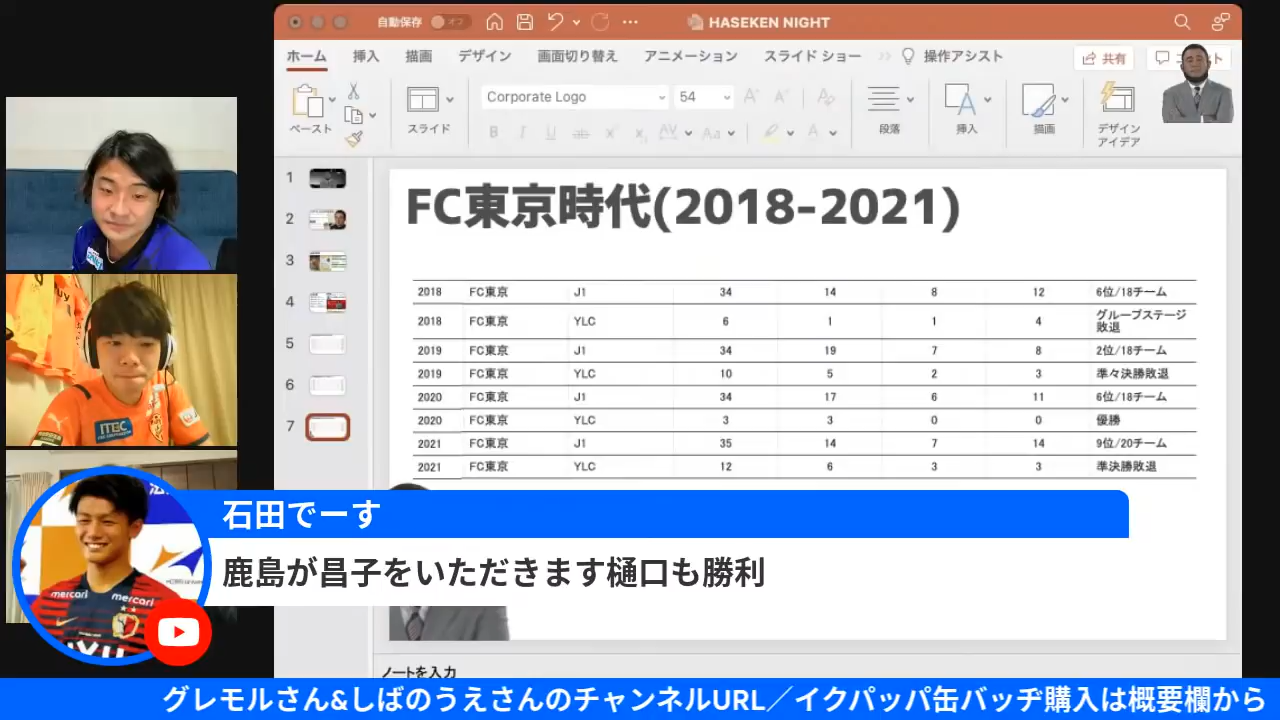 自動保存 オフ HASEKEN NIGHT
ホーム 挿入 描画 デザイン 画面切り替え アニメーション スライド ショー 操作アシスト 共有
Corporate Logo 54
ペースト スライド 段落 挿入 描画 デザイン
アイデア
1
2
3
4
5
6
7
FC東京時代(2018-2021)
2018 FC東京 J1 34 14 8 12 6位/18チーム
2018 FC東京 YLC 6 1 1 4 グループステージ
敗退
2019 FC東京 J1 34 19 7 8 2位/18チーム
2019 FC東京 YLC 10 5 2 3 準々決勝敗退
2020 FC東京 J1 34 17 6 11 6位/18チーム
2020 FC東京 YLC 3 3 0 0 優勝
2021 FC東京 J1 35 14 7 14 9位/20チーム
2021 FC東京 YLC 12 6 3 3 準決勝敗退
ITEC
mercari mercari
石田でーす
鹿島が昌子をいただきます樋口も勝利
ノートを入力
グレモルさん&しばのうえさんのチャンネルURL／イクパッパ缶バッヂ購入は概要欄から